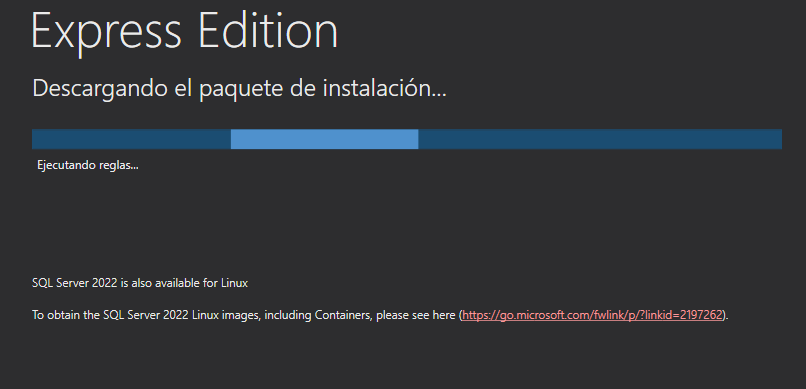 Express Edition
Descargando el paquete de instalación...
Ejecutando reglas...
SQL Server 2022 is also available for Linux
To obtain the SQL Server 2022 Linux images, including Containers, please see here (https://go.microsoft.com/fwlink/p/?linkid=2197262).